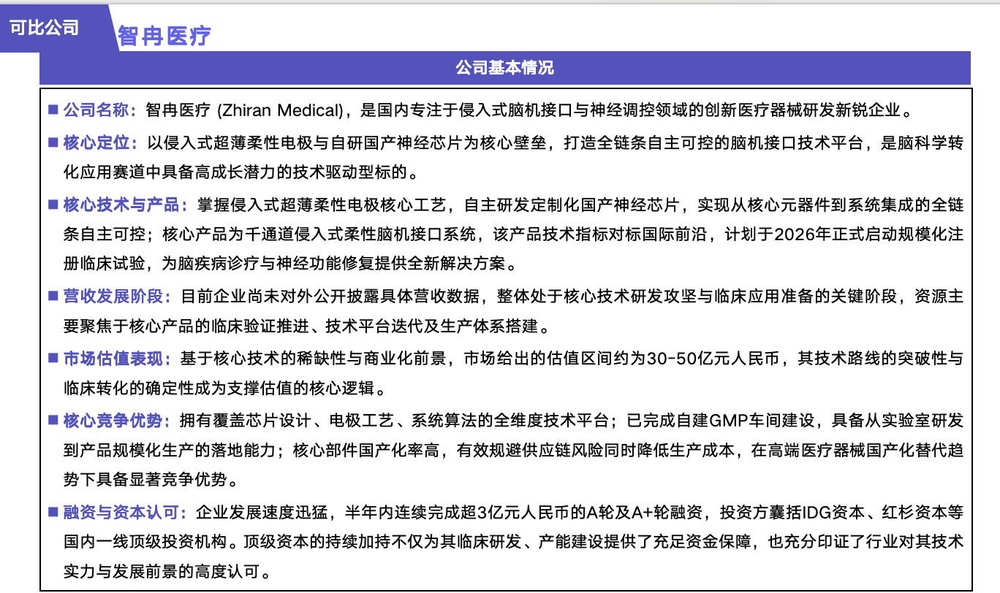 可比公司
智冉医疗
公司基本情况
■ 公司名称：智冉医疗 (Zhiran Medical)，是国内专注于侵入式脑机接口与神经调控领域的创新医疗器械研发新锐企业。
■ 核心定位：以侵入式超薄柔性电极与自研国产神经芯片为核心壁垒，打造全链条自主可控的脑机接口技术平台，是脑科学转
化应用赛道中具备高成长潜力的技术驱动型标的。
■ 核心技术与产品：掌握侵入式超薄柔性电极核心工艺，自主研发定制化国产神经芯片，实现从核心元器件到系统集成的全链
条自主可控；核心产品为千通道侵入式柔性脑机接口系统，该产品技术指标对标国际前沿，计划于2026年正式启动规模化注
册临床试验，为脑疾病诊疗与神经功能修复提供全新解决方案。
■ 营收发展阶段：目前企业尚未对外公开披露具体营收数据，整体处于核心技术研发攻坚与临床应用准备的关键阶段，资源主
要聚焦于核心产品的临床验证推进、技术平台迭代及生产体系搭建。
■ 市场估值表现：基于核心技术的稀缺性与商业化前景，市场给出的估值区间约为30-50亿元人民币，其技术路线的突破性与
临床转化的确定性成为支撑估值的核心逻辑。
■ 核心竞争优势：拥有覆盖芯片设计、电极工艺、系统算法的全维度技术平台；已完成自建GMP车间建设，具备从实验室研发
到产品规模化生产的落地能力；核心部件国产化率高，有效规避供应链风险同时降低生产成本，在高端医疗器械国产化替代趋
势下具备显著竞争优势。
■ 融资与资本认可：企业发展速度迅猛，半年内连续完成超3亿元人民币的A轮及A+轮融资，投资方囊括IDG资本、红杉资本等
国内一线顶级投资机构。顶级资本的持续加持不仅为其临床研发、产能建设提供了充足资金保障，也充分印证了行业对其技术
实力与发展前景的高度认可。